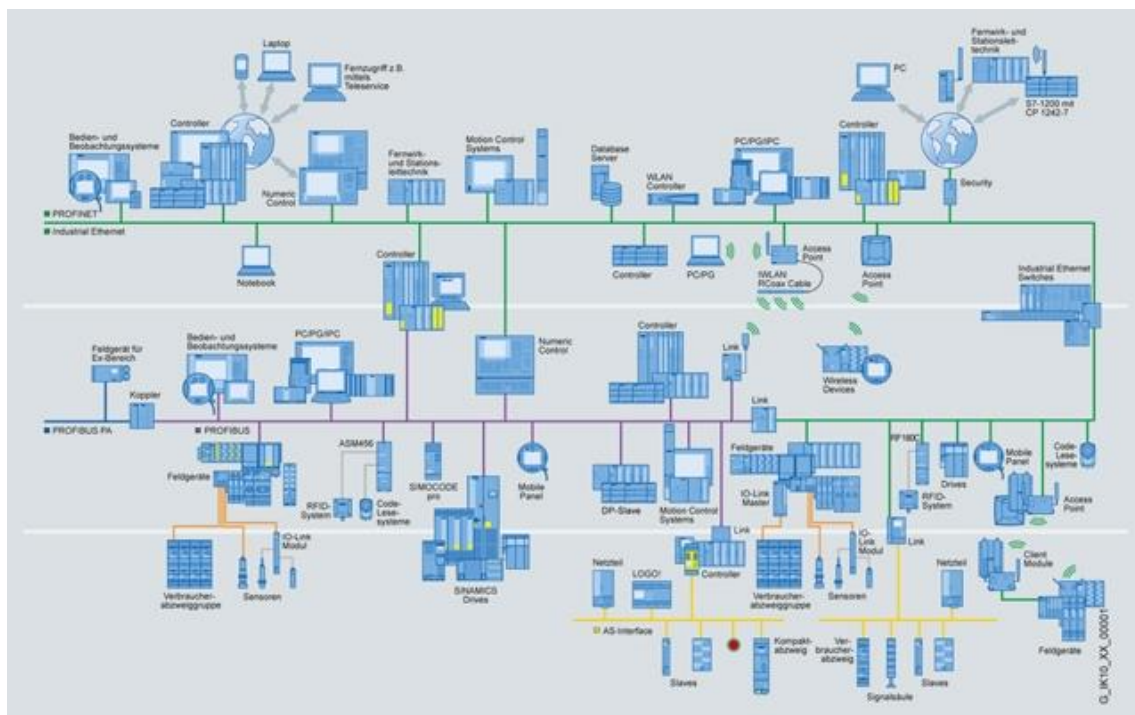 Laptop
Fernzugriff z.B.
mittels
Teleservice
Bedien- und
Beobachtungssysteme
Controller
Numeric
Control
Fernwirk-
und Stations-
leittechnik
Motion Control
Systems
Database
Server
WLAN
Controller
PC/PG/IPC
Controller
PC
Fernwirk- und
Stationsleit-
technik
S7-1200 mit
CP 1242-7
Security
PROFINET
Industrial Ethernet
Notebook
Controller
Controller
PC/PG
Access
Point
IWLAN
RCoax Cable
Access
Point
Industrial Ethernet
Switches
Feldgerät für
Ex-Bereich
Koppler
Bedien- und
Beobachtungssysteme
PC/PG/IPC
Numeric
Control
Controller
Link
Wireless
Devices
Link
PROFIBUS PA
PROFIBUS
Feldgeräte
ASM456
RFID-
System
Code-
Lese-
systeme
SIMOCODE
pro
SINAMICS
Drives
Mobile
Panel
DP-Slave
Motion Control
Systems
Feldgeräte
IO-Link
Master
RF180C
RFID-
System
Drives
Mobile
Panel
Code-
Lese-
systeme
Access
Point
IO-
Link
Modul
Verbraucher-
abzweiggruppe
Sensoren
Link
Controller
Netzteil
LOGO!
Verbraucher-
abzweiggruppe
Sensoren
IO-
Link
Modul
Link
Netzteil
Client
Module
AS-Interface
Slaves
Kompakt-
abzweig
Ver-
braucher-
abzweig
Signalsäule
Slaves
Feldgeräte
G_IK10_XX_00001